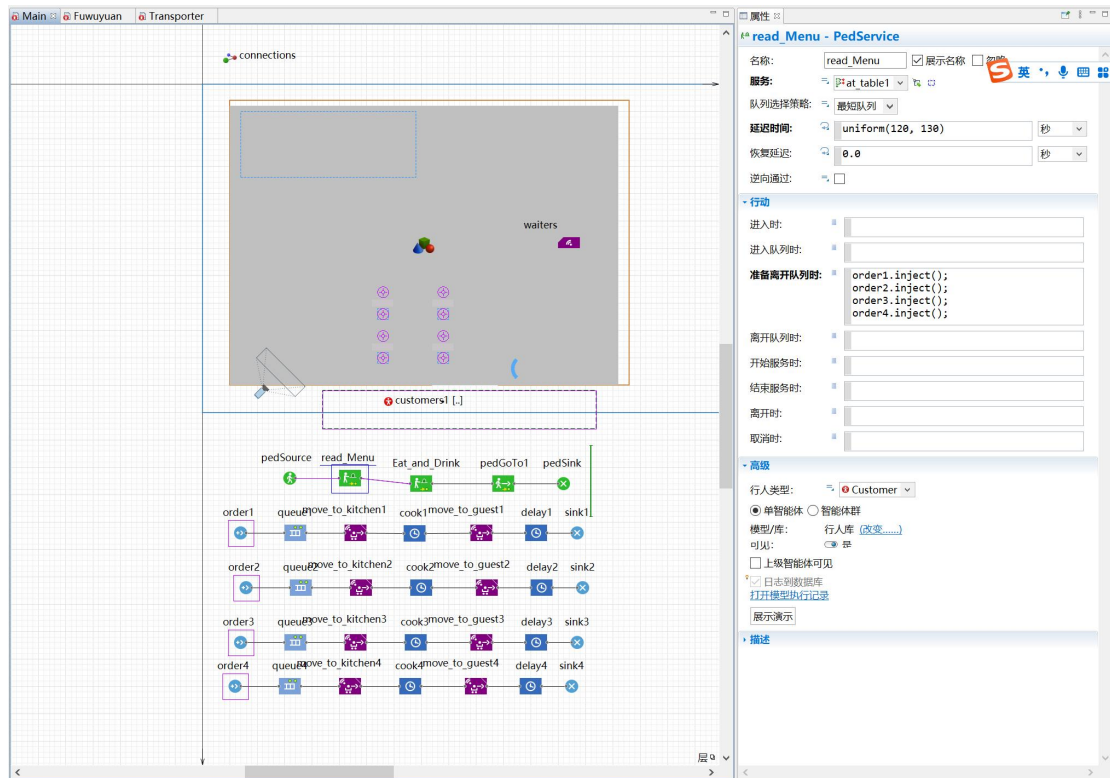 Main
Fuwuyuan
Transporter
connections
waiters
customers1 [..]
pedSource
read_Menu
Eat_and_Drink
pedGoTo1
pedSink
order1
move_to_kitchen1
cook1
move_to_guest1
delay1
sink1
order2
move_to_kitchen2
cook2
move_to_guest2
delay2
sink2
order3
move_to_kitchen3
cook3
move_to_guest3
delay3
sink3
order4
move_to_kitchen4
cook4
move_to_guest4
delay4
sink4
层
属性
read_Menu - PedService
名称:
read_Menu
展示名称
英
服务:
at_table1
队列选择策略:
最短队列
延迟时间:
uniform(120, 130)
秒
恢复延迟:
0.0
秒
逆向通过:
行动
进入时:
进入队列时:
准备离开队列时:
order1.inject();
order2.inject();
order3.inject();
order4.inject();
离开队列时:
开始服务时:
结束服务时:
离开时:
取消时:
高级
行人类型:
Customer
单智能体
智能体群
模型/库:
行人库 (改变......)
可见:
是
上级智能体可见
日志到数据库
打开模型执行记录
展示演示
描述